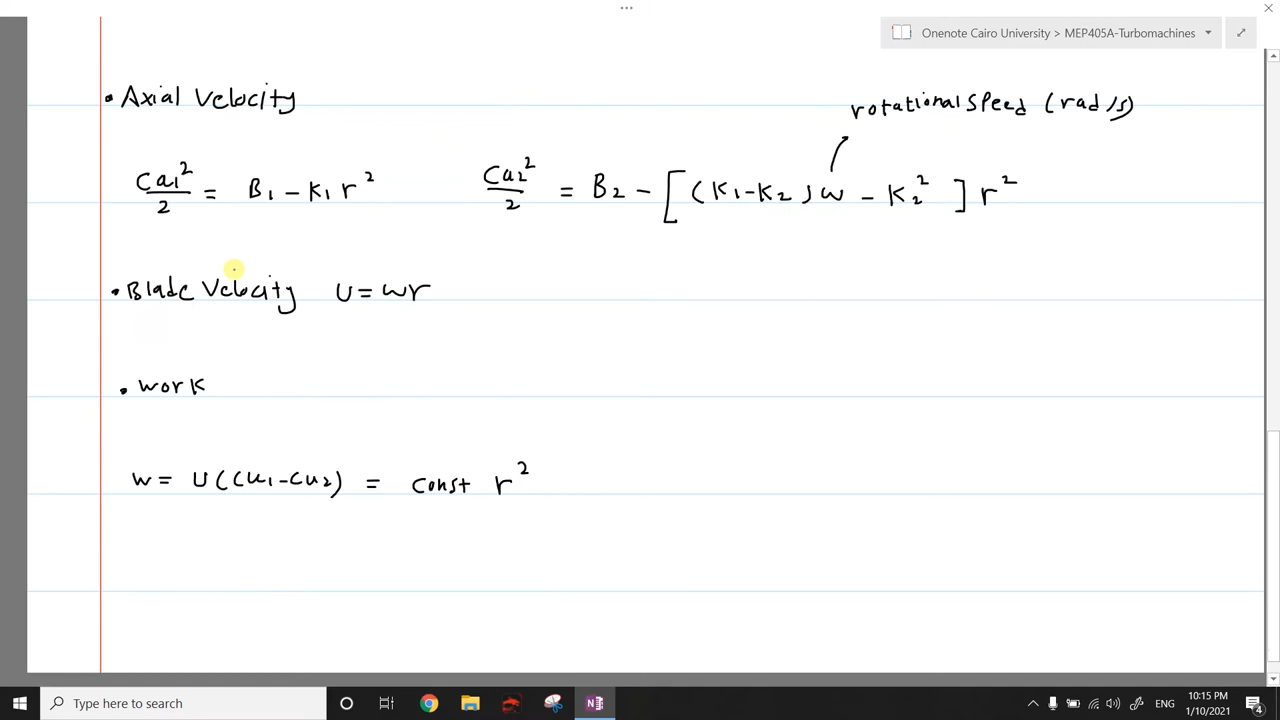 Onenote Cairo University > MEP405A-Turbomachines
• Axial Velocity
rotational speed (rad/s)
Ca1²/2 = B1 - K1 r² Ca2²/2 = B2 - [(K1-K2)ω - K2²] r²
• Blade Velocity U = ωr
• work
w = U(Cu1-Cu2) = const r²
Type here to search
ENG
10:15 PM
1/10/2021
4